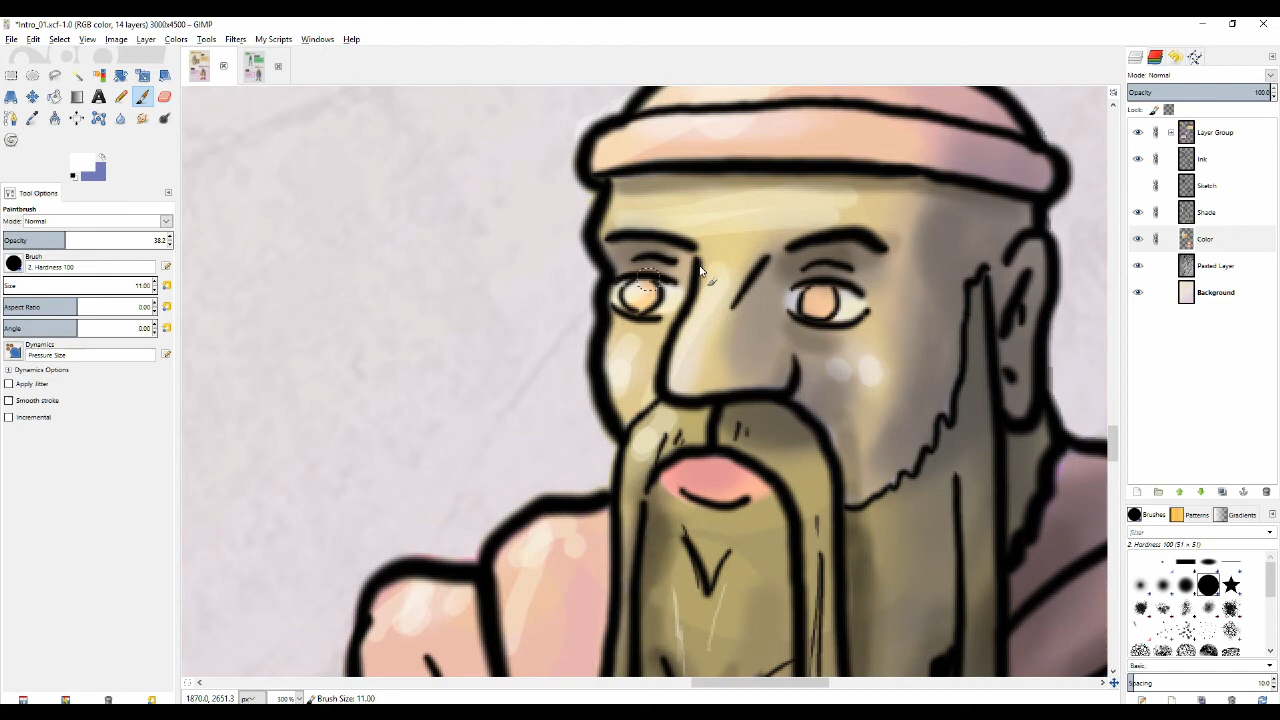 *Intro_01.xcf-1.0 (RGB color, 14 layers) 3000x4500 – GIMP
File Edit Select View Image Layer Colors Tools Filters My Scripts Windows Help
Tool Options
Paintbrush
Mode: Normal
Opacity 38.2
Brush
2. Hardness 100
Size 11.00
Aspect Ratio 0.00
Angle 0.00
Dynamics
Pressure Size
Dynamics Options
Apply Jitter
Smooth stroke
Incremental
Mode: Normal
Opacity 100.0
Lock:
Layer Group
Ink
Sketch
Shade
Color
Pasted Layer
Background
Brushes Patterns Gradients
filter
2. Hardness 100 (51 × 51)
Basic,
Spacing 10.0
1870.0, 2651.3 px 300% Brush Size: 11.00